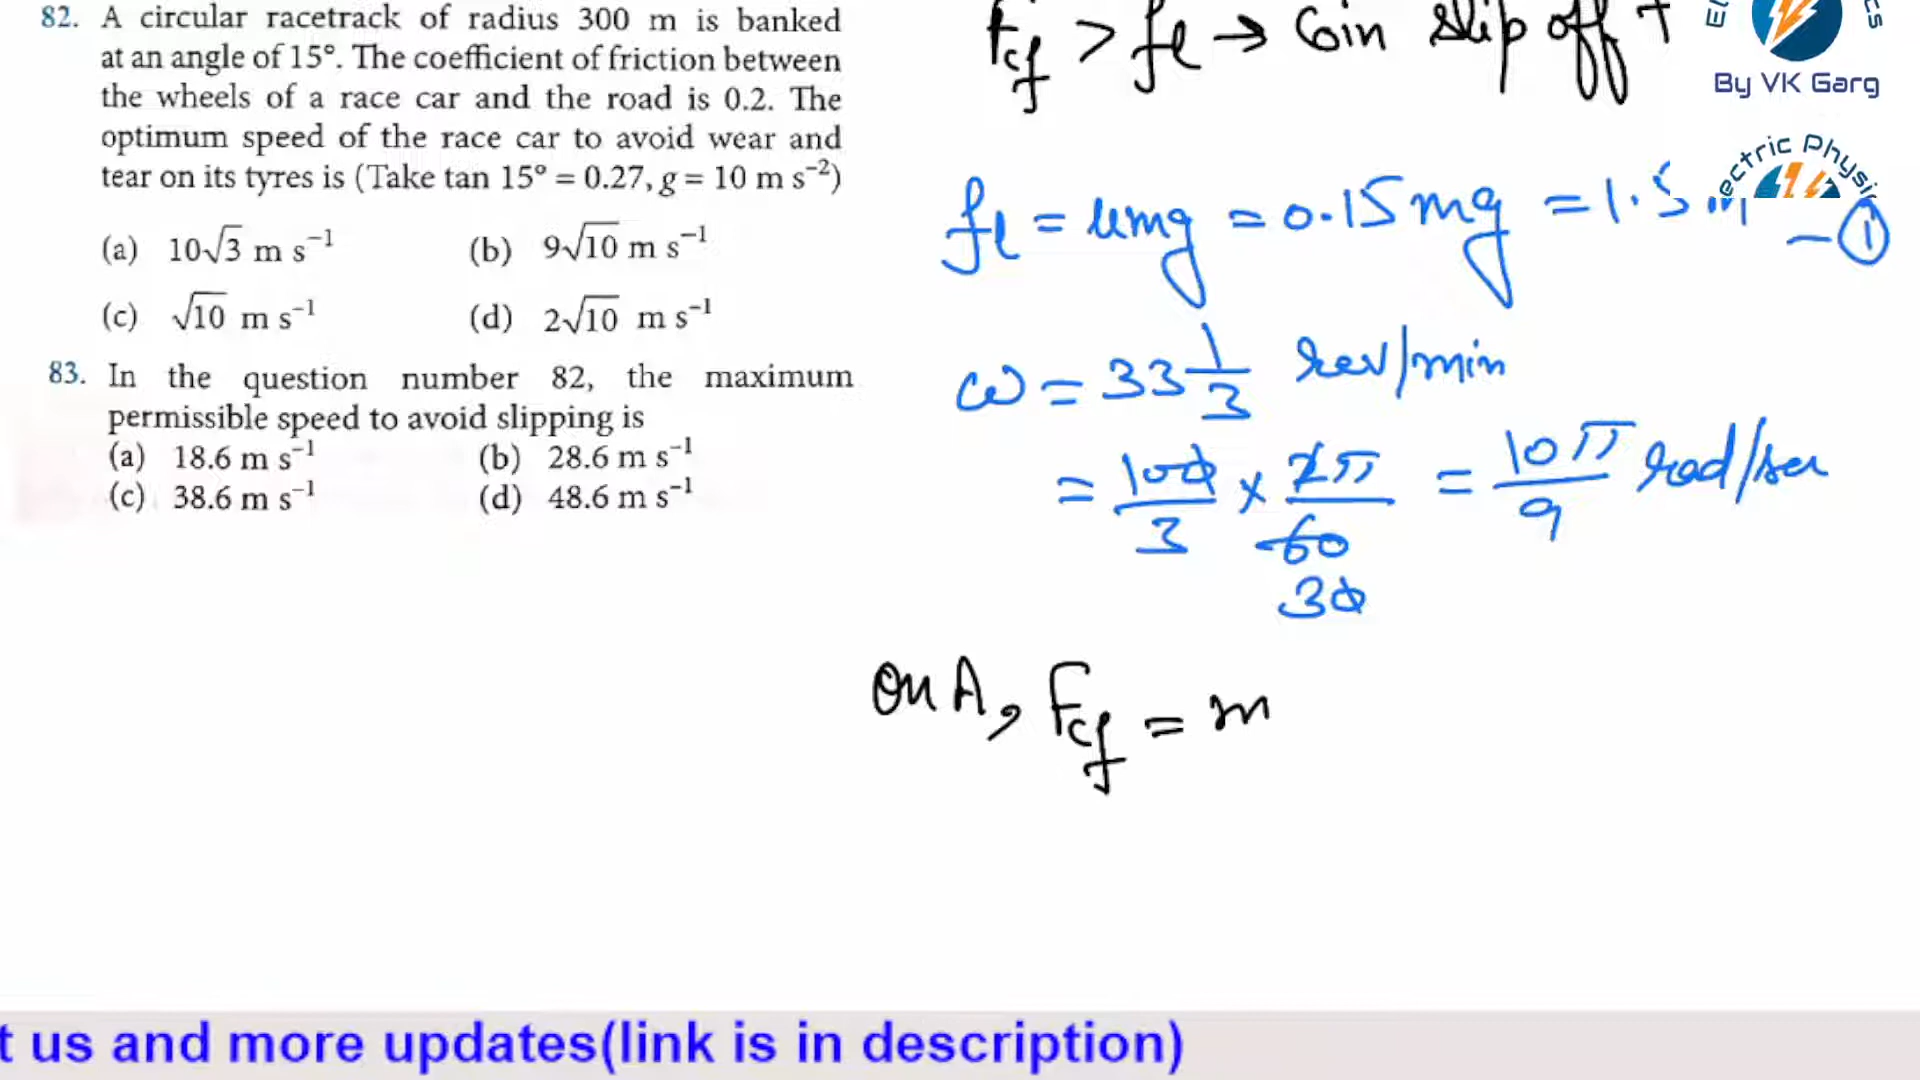 82. A circular racetrack of radius 300 m is banked
at an angle of 15°. The coefficient of friction between
the wheels of a race car and the road is 0.2. The
optimum speed of the race car to avoid wear and
tear on its tyres is (Take tan 15° = 0.27, g = 10 m s⁻²)
(a) 10√3 m s⁻¹ (b) 9√10 m s⁻¹
(c) √10 m s⁻¹ (d) 2√10 m s⁻¹
83. In the question number 82, the maximum
permissible speed to avoid slipping is
(a) 18.6 m s⁻¹ (b) 28.6 m s⁻¹
(c) 38.6 m s⁻¹ (d) 48.6 m s⁻¹
Fcf > fl → Coin slip off
By VK Garg
ectric Physi
fl = μmg = 0.15 mg = 1.5 m - ①
ω = 33 1/3 rev/min
= 100/3 × 2π/60 = 10π/9 rad/sec
30
On A, Fcf = m
t us and more updates(link is in description)